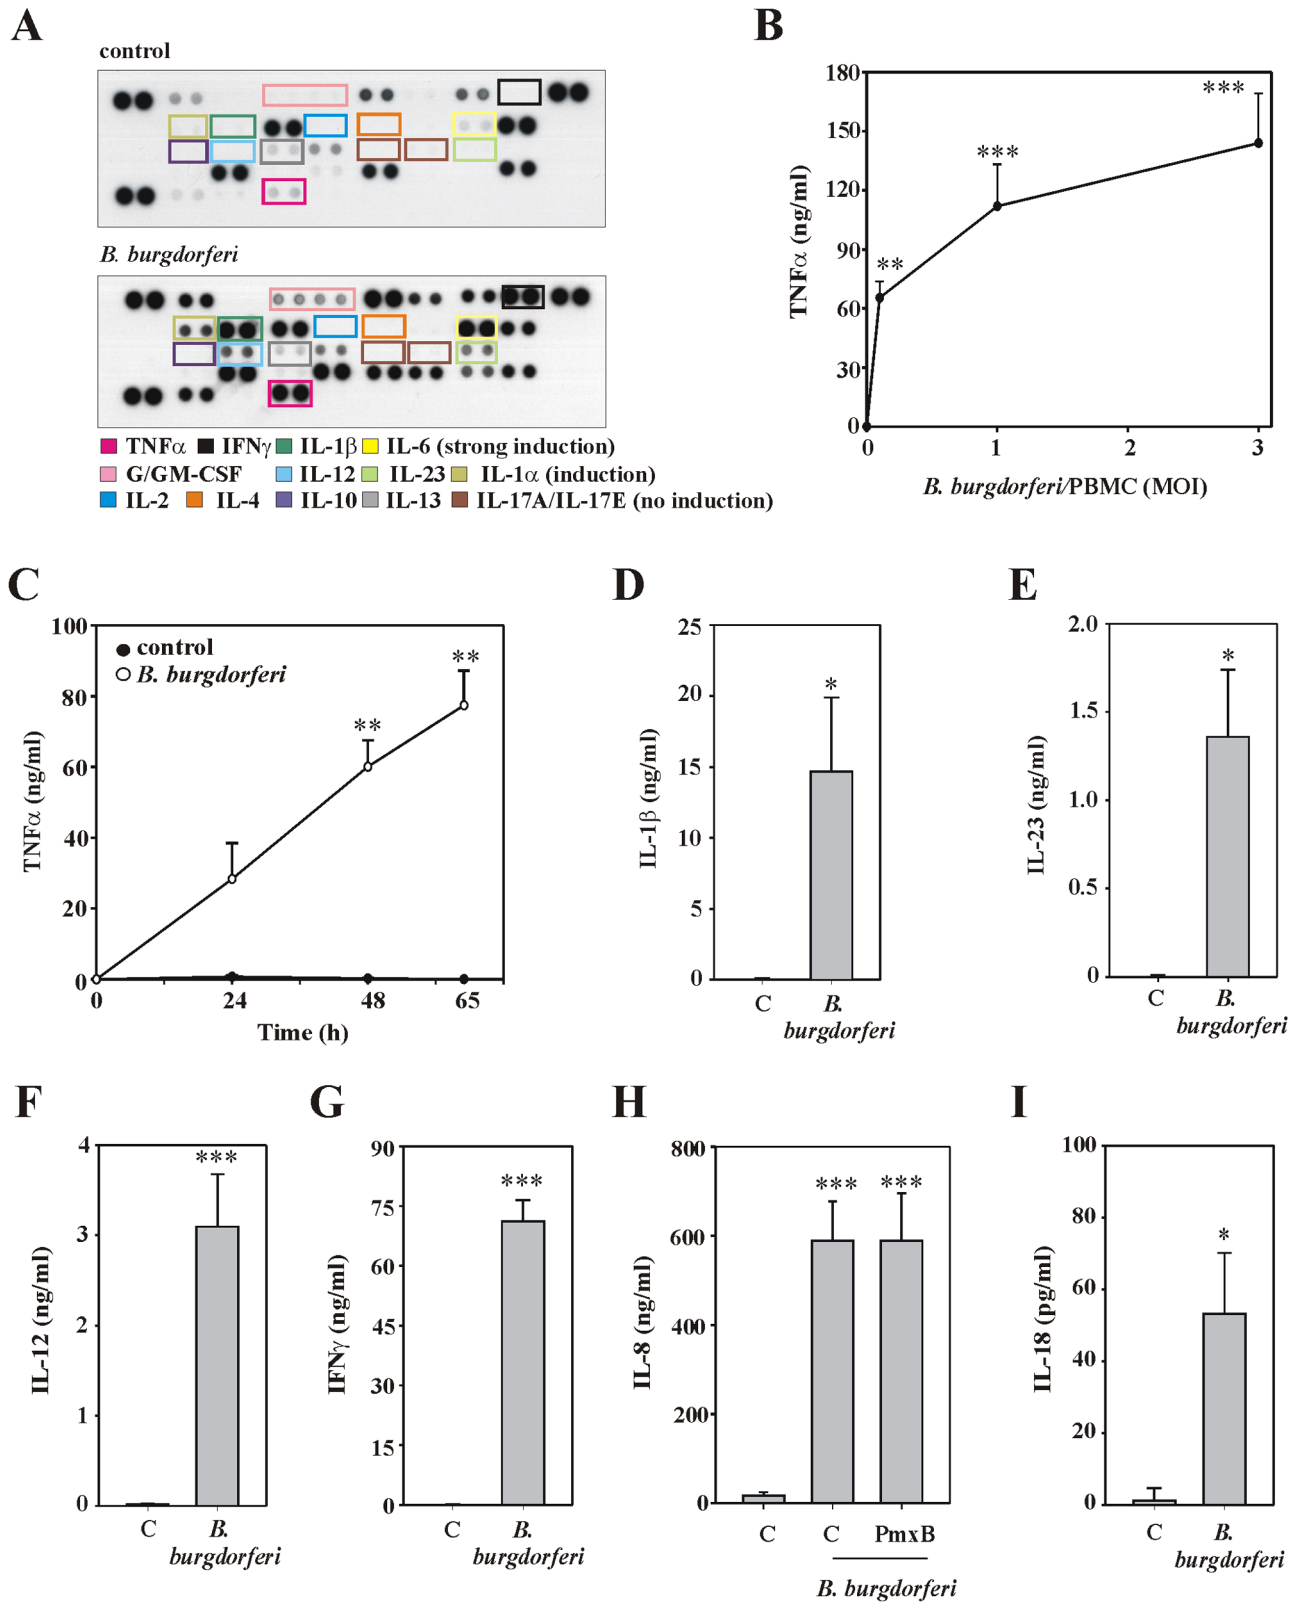 A
control
B. burgdorferi
TNFα IFNγ IL-1β IL-6 (strong induction)
G/GM-CSF IL-12 IL-23 IL-1α (induction)
IL-2 IL-4 IL-10 IL-13 IL-17A/IL-17E (no induction)
B
TNFα (ng/ml)
180
150
120
90
60
30
0
** *** ***
0 1 2 3
B. burgdorferi/PBMC (MOI)
C
TNFα (ng/ml)
100
80
60
40
20
0
control
B. burgdorferi
** **
0 24 48 65
Time (h)
D
IL-1β (ng/ml)
25
20
15
10
5
0
*
C B.
burgdorferi
E
IL-23 (ng/ml)
2.0
1.5
1.0
0.5
0
*
C B.
burgdorferi
F
IL-12 (ng/ml)
4
3
2
1
0
***
C B.
burgdorferi
G
IFNγ (ng/ml)
90
75
60
45
30
15
0
***
C B.
burgdorferi
H
IL-8 (ng/ml)
800
600
400
200
0
*** ***
C C PmxB
B. burgdorferi
I
IL-18 (pg/ml)
100
80
60
40
20
0
*
C B.
burgdorferi